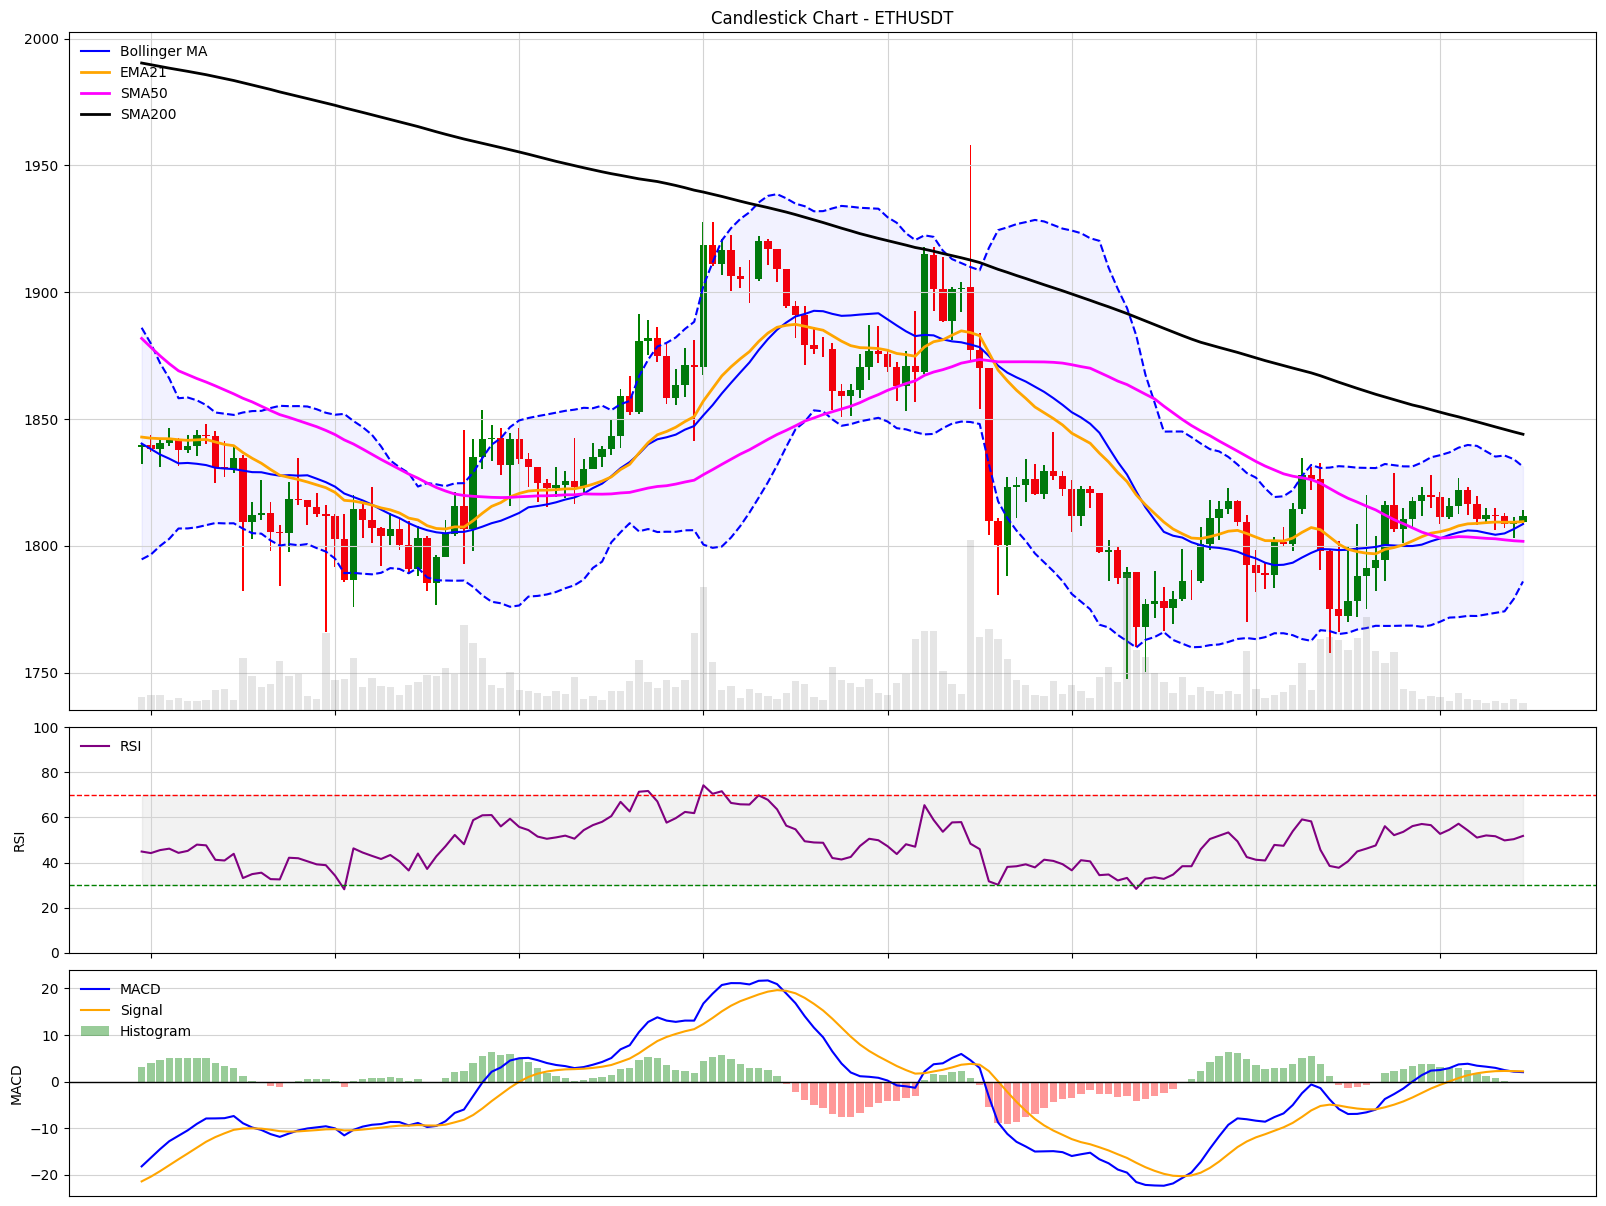 Candlestick Chart - ETHUSDT
2000
1950
1900
1850
1800
1750
Bollinger MA
EMA21
SMA50
SMA200
100
80
60
40
20
0
RSI
RSI
20
10
0
−10
−20
MACD
MACD
Signal
Histogram